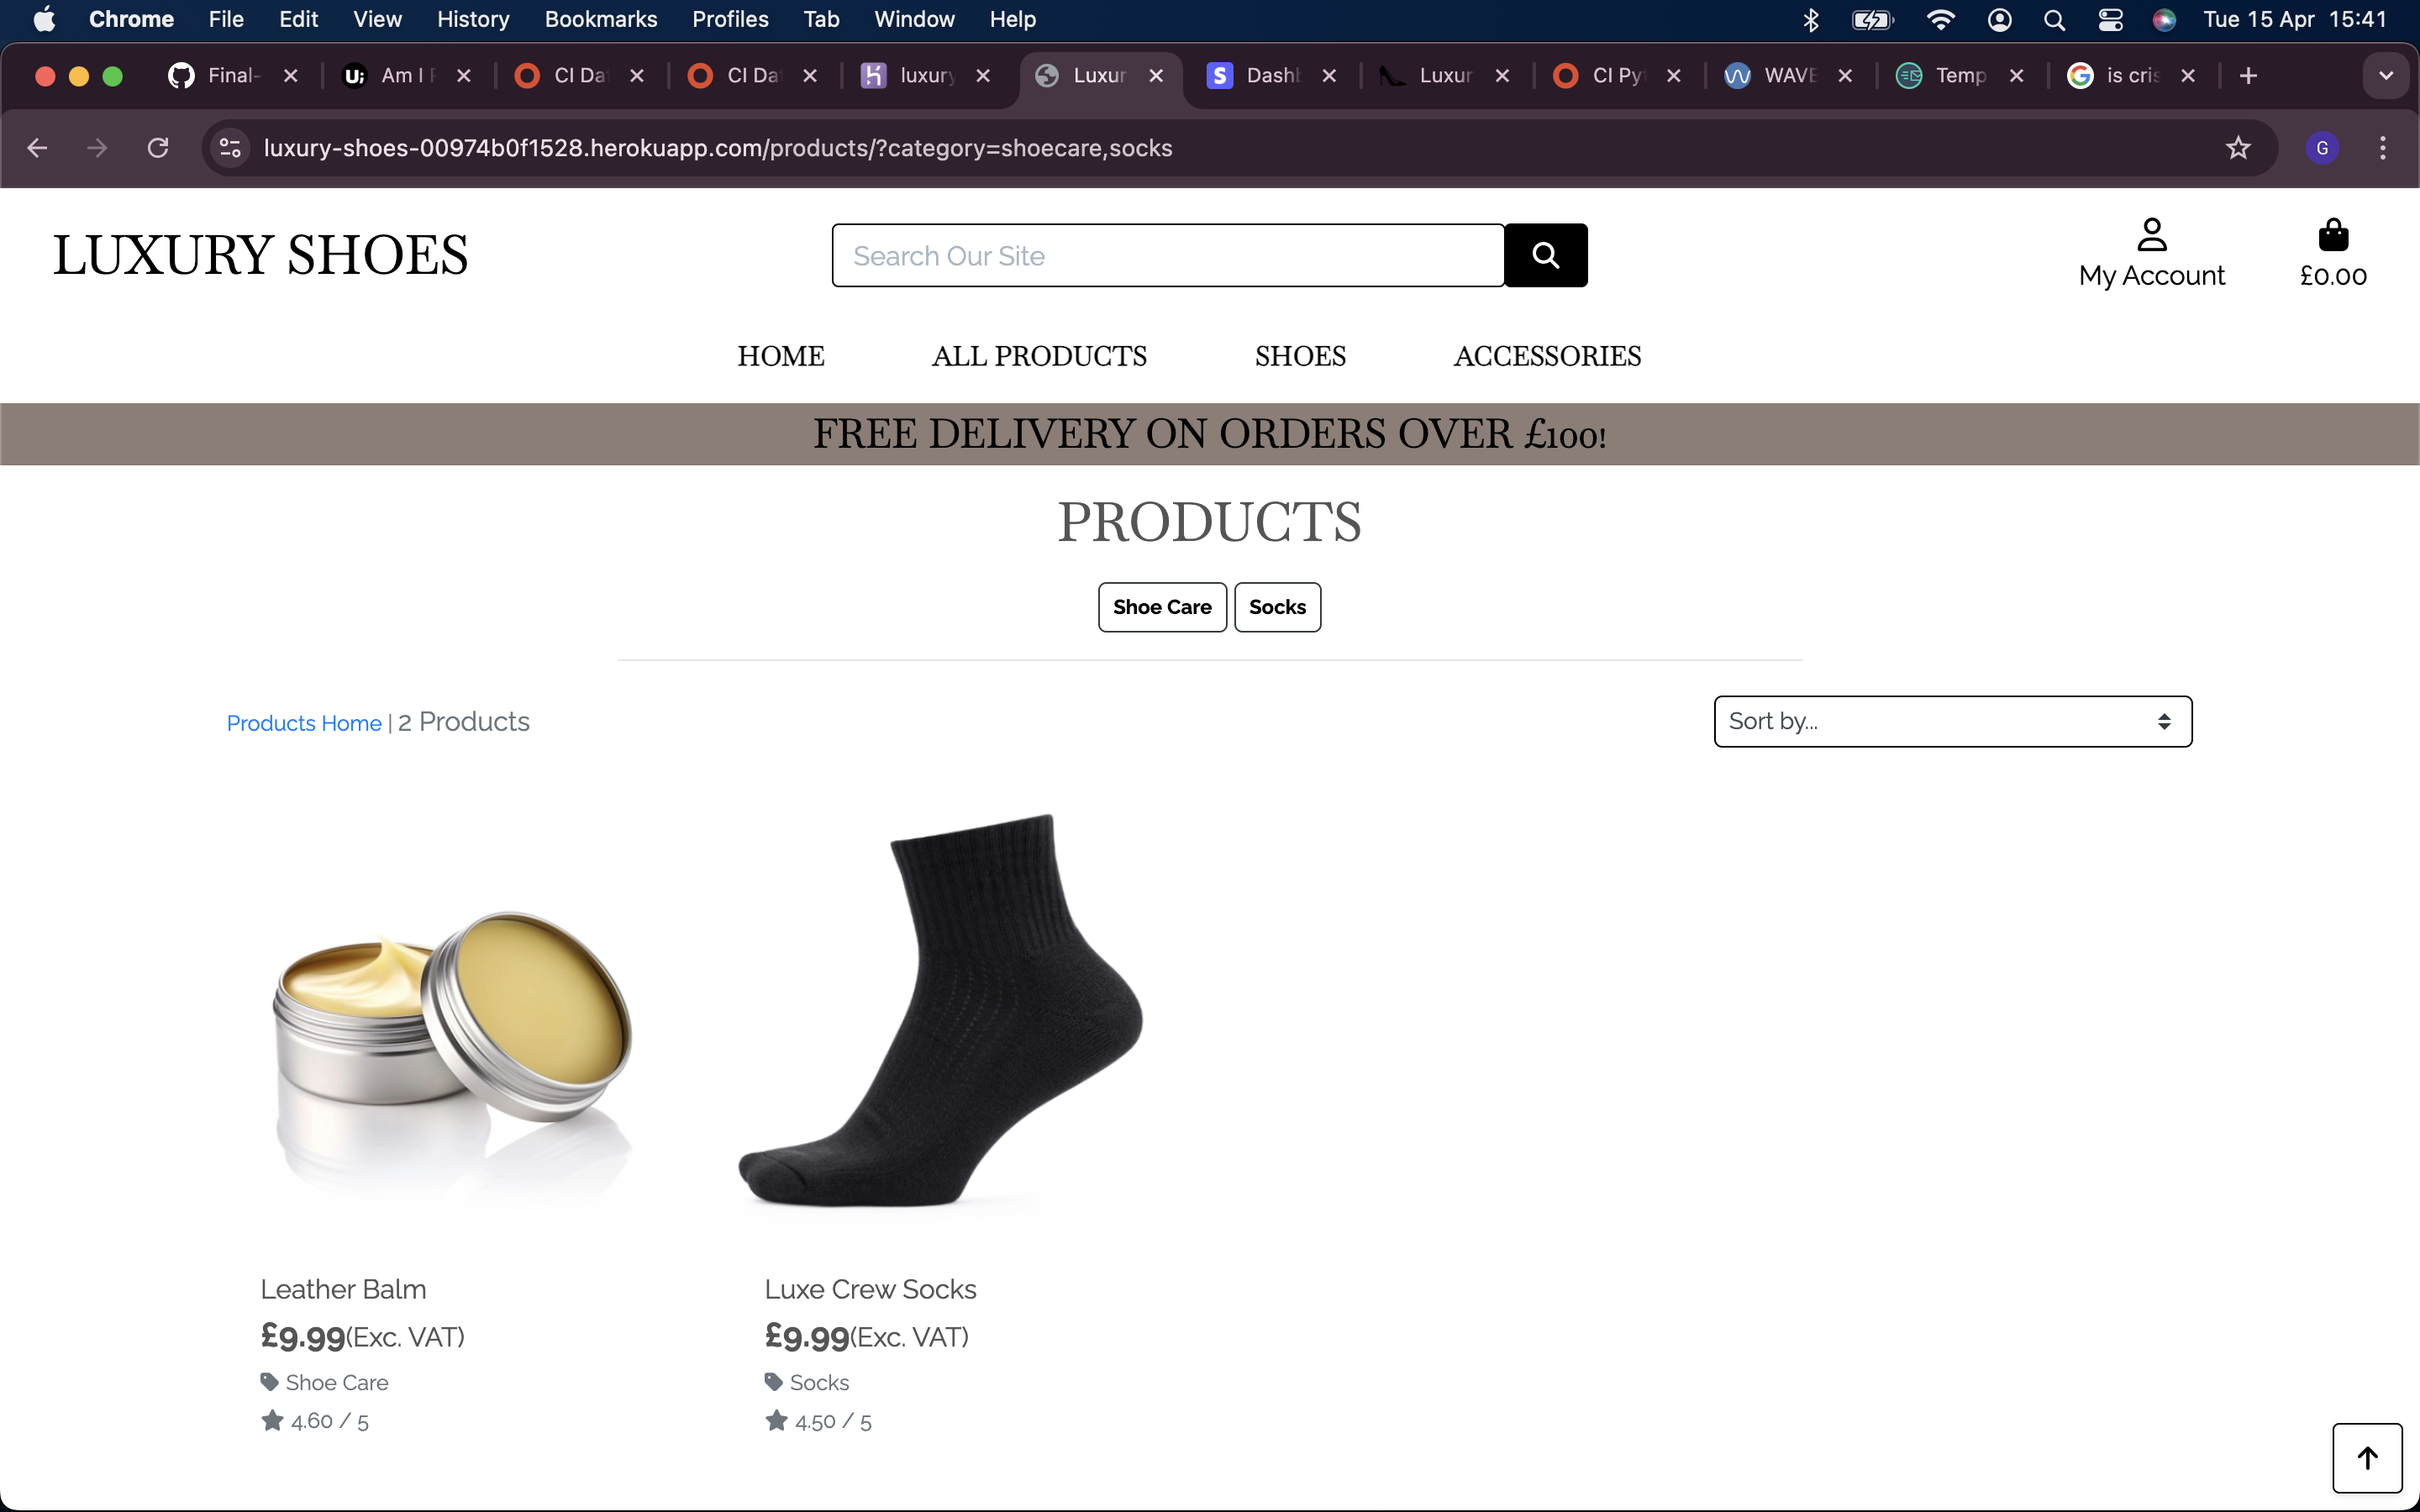 Chrome File Edit View History Bookmarks Profiles Tab Window Help Tue 15 Apr 15:41
Final- Am I CI Da CI Da luxury Luxur Dash Luxur CI Py WAVE Temp is cris
luxury-shoes-00974b0f1528.herokuapp.com/products/?category=shoecare,socks G
LUXURY SHOES
Search Our Site
My Account
£0.00
HOME ALL PRODUCTS SHOES ACCESSORIES
FREE DELIVERY ON ORDERS OVER £100!
PRODUCTS
Shoe Care Socks
Products Home | 2 Products
Sort by...
Leather Balm
£9.99(Exc. VAT)
Shoe Care
4.60 / 5
Luxe Crew Socks
£9.99(Exc. VAT)
Socks
4.50 / 5